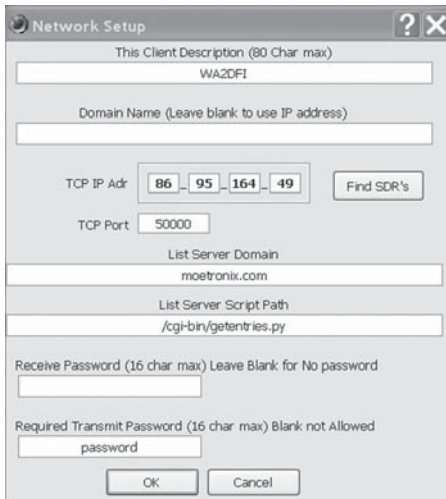 Network Setup
This Client Description (80 Char max)
WA2DFI
Domain Name (Leave blank to use IP address)
TCP IP Adr 86 95 164 49 Find SDR's
TCP Port 50000
List Server Domain
moetronix.com
List Server Script Path
/cgi-bin/getentries.py
Receive Password (16 char max) Leave Blank for No password
Required Transmit Password (16 char max) Blank not Allowed
password
OK Cancel